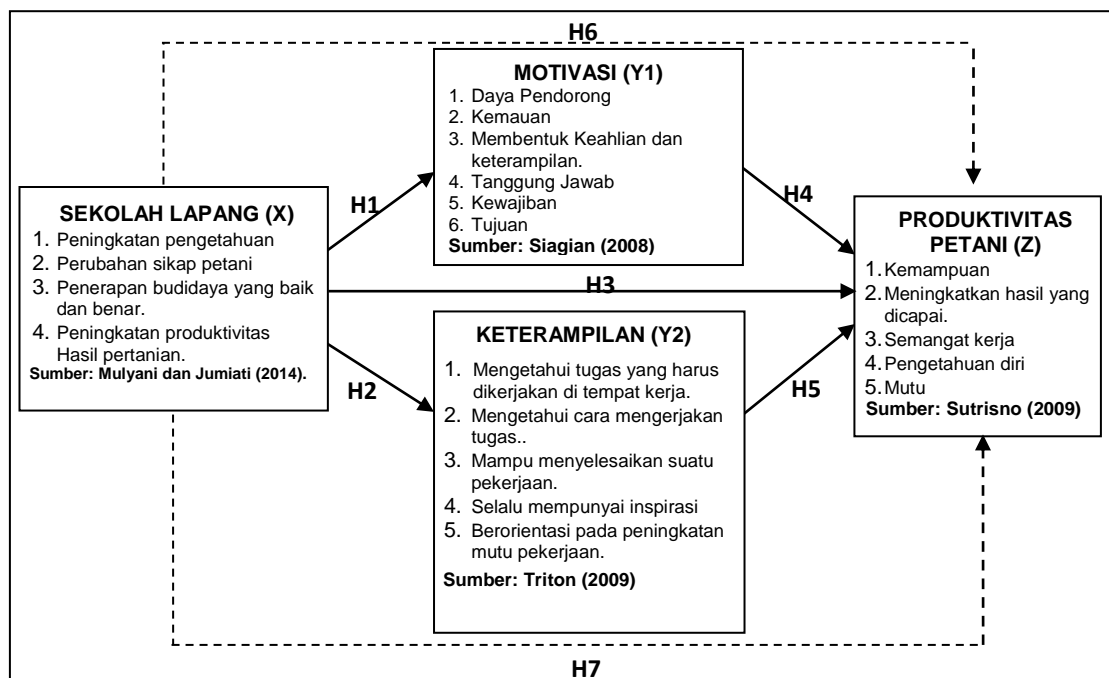 H6
MOTIVASI (Y1)
1. Daya Pendorong
2. Kemauan
3. Membentuk Keahlian dan
keterampilan.
4. Tanggung Jawab
5. Kewajiban
6. Tujuan
Sumber: Siagian (2008)
H1
H4
SEKOLAH LAPANG (X)
1. Peningkatan pengetahuan
2. Perubahan sikap petani
3. Penerapan budidaya yang baik
dan benar.
4. Peningkatan produktivitas
Hasil pertanian.
Sumber: Mulyani dan Jumiati (2014).
H3
PRODUKTIVITAS
PETANI (Z)
1. Kemampuan
2. Meningkatkan hasil yang
dicapai.
3. Semangat kerja
4. Pengetahuan diri
5. Mutu
Sumber: Sutrisno (2009)
H2
H5
KETERAMPILAN (Y2)
1. Mengetahui tugas yang harus
dikerjakan di tempat kerja.
2. Mengetahui cara mengerjakan
tugas..
3. Mampu menyelesaikan suatu
pekerjaan.
4. Selalu mempunyai inspirasi
5. Berorientasi pada peningkatan
mutu pekerjaan.
Sumber: Triton (2009)
H7